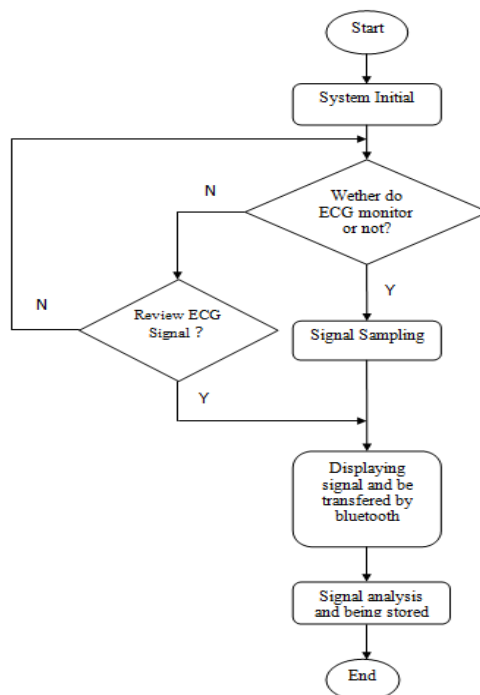 Start
System Initial
N
Wether do
ECG monitor
or not?
N
Review ECG
Signal ?
Y
Signal Sampling
Y
Displaying
signal and be
transfered by
bluetooth
Signal analysis
and being stored
End